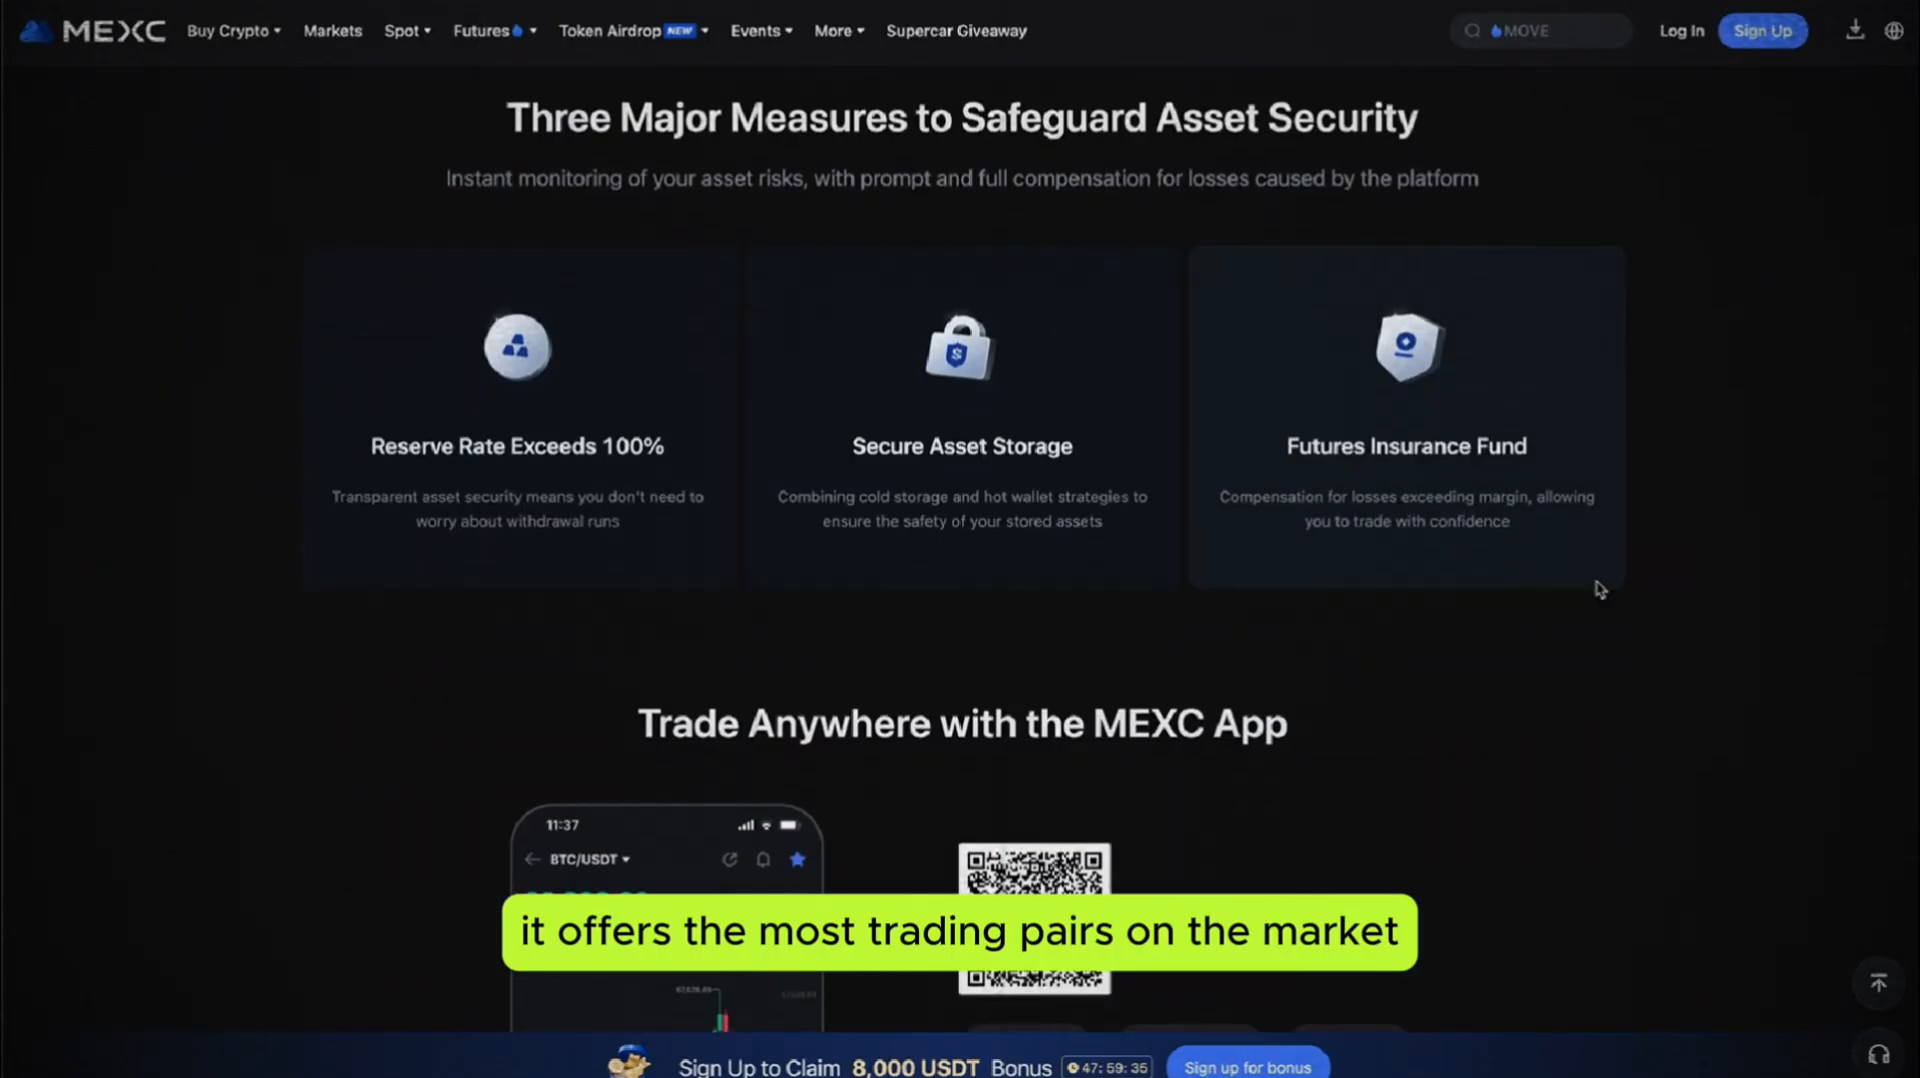 MEXC Buy Crypto Markets Spot Futures Token Airdrop NEW Events More Supercar Giveaway MOVE Log In Sign Up
Three Major Measures to Safeguard Asset Security
Instant monitoring of your asset risks, with prompt and full compensation for losses caused by the platform
Reserve Rate Exceeds 100%
Transparent asset security means you don't need to
worry about withdrawal runs
Secure Asset Storage
Combining cold storage and hot wallet strategies to
ensure the safety of your stored assets
Futures Insurance Fund
Compensation for losses exceeding margin, allowing
you to trade with confidence
Trade Anywhere with the MEXC App
11:37
BTC/USDT
it offers the most trading pairs on the market
Sign Up to Claim 8,000 USDT Bonus 47:59:35 Sign up for bonus